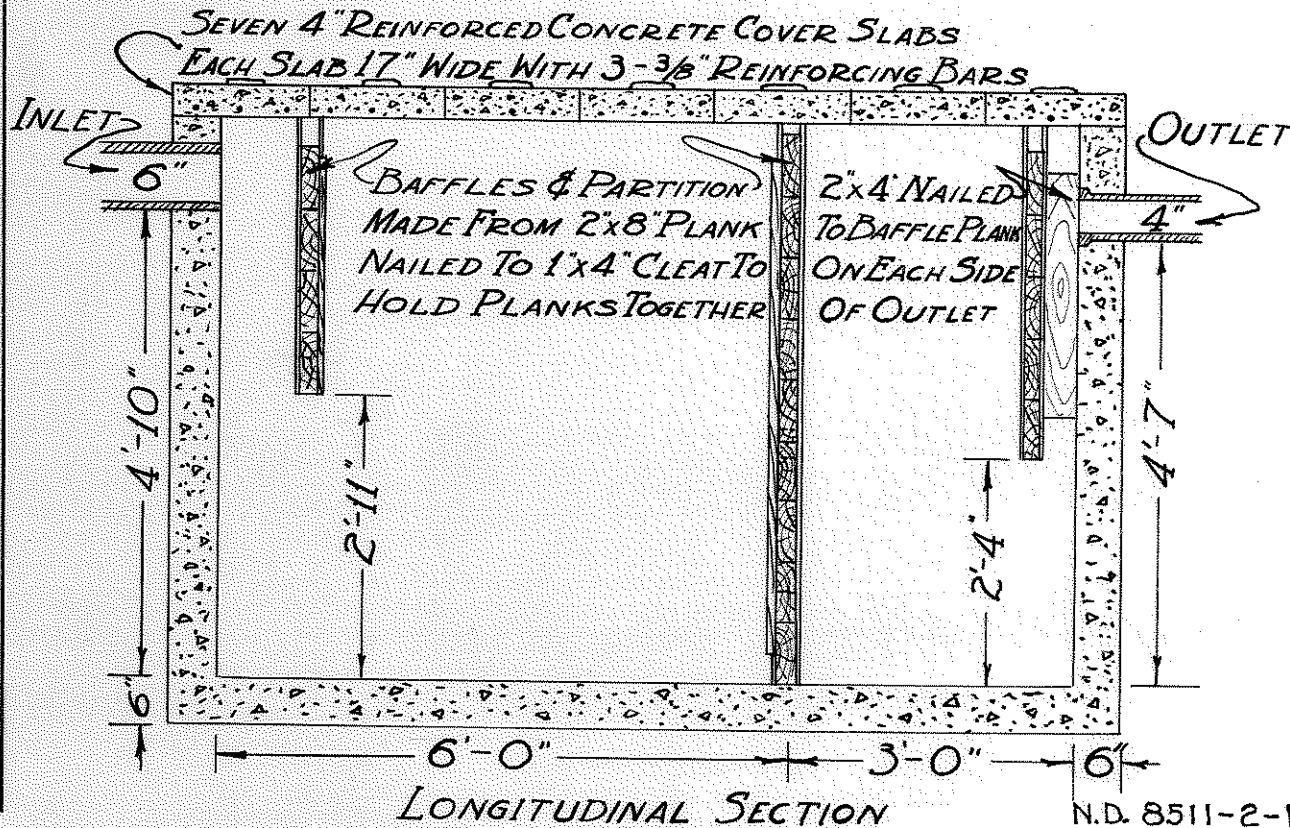 SEVEN 4" REINFORCED CONCRETE COVER SLABS
EACH SLAB 17" WIDE WITH 3-3/8" REINFORCING BARS
INLET
OUTLET
6"
4"
BAFFLES & PARTITION
MADE FROM 2"x8" PLANK
NAILED TO 1"x4" CLEAT TO
HOLD PLANKS TOGETHER
2"x4" NAILED
TO BAFFLE PLANK
ON EACH SIDE
OF OUTLET
4'-10"
2'-11"
2'-4"
4'-7"
6"
6'-0"
3'-0"
6"
LONGITUDINAL SECTION
N.D. 8511-2-1